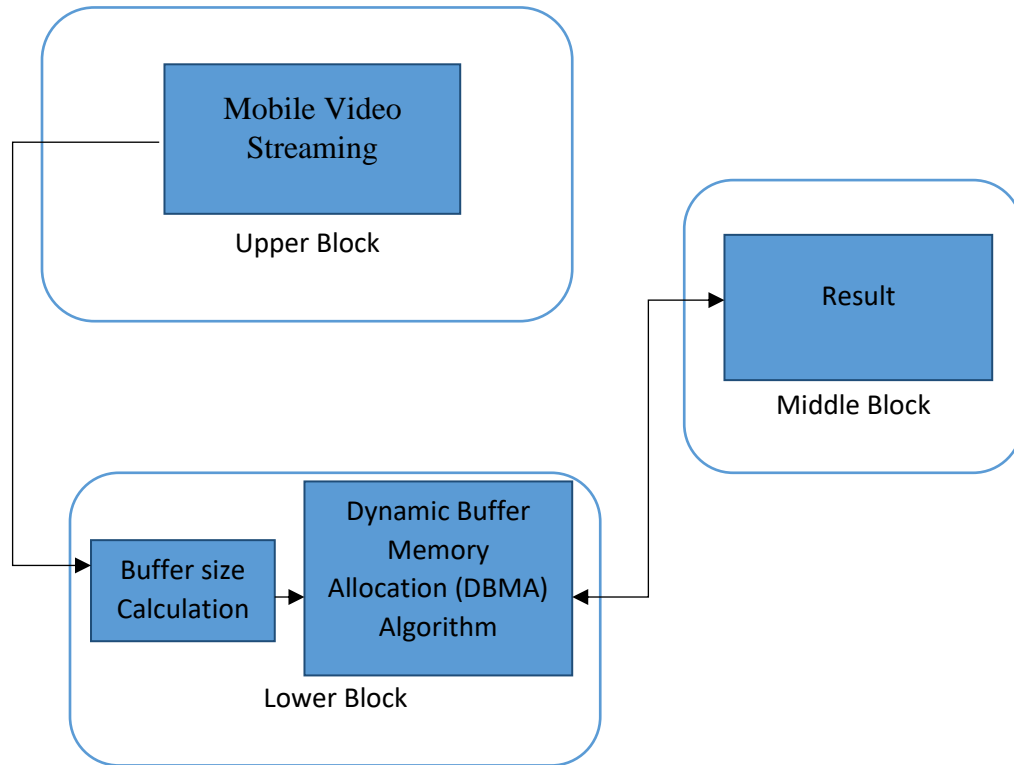 Mobile Video
Streaming
Upper Block
Result
Middle Block
Buffer size
Calculation
Dynamic Buffer
Memory
Allocation (DBMA)
Algorithm
Lower Block